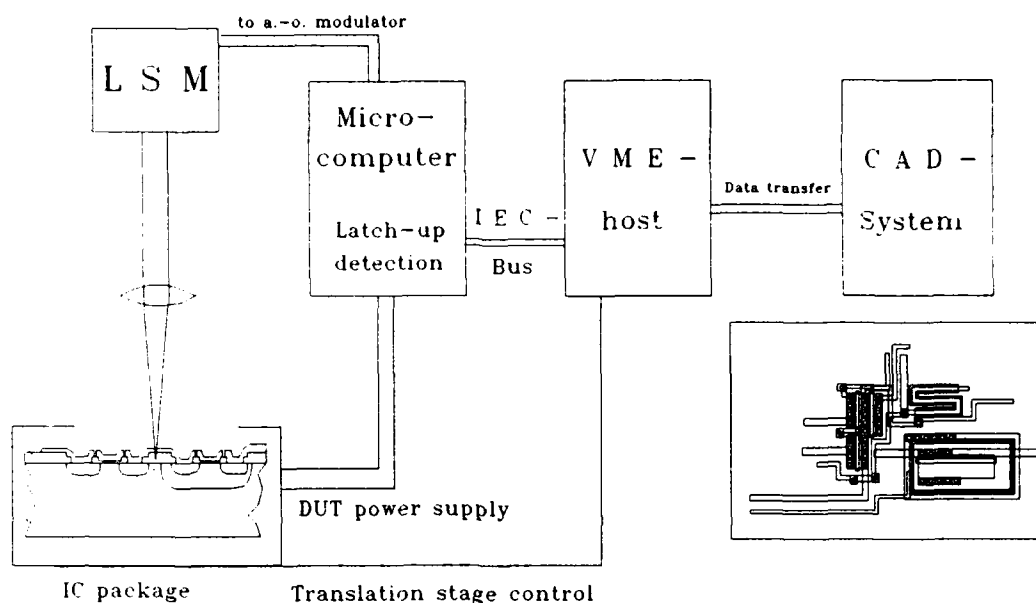 to a.-o. modulator
L S M
Micro-
computer
Latch-up
detection
I E C -
Bus
V M E -
host
Data transfer
C A D -
System
DUT power supply
IC package
Translation stage control